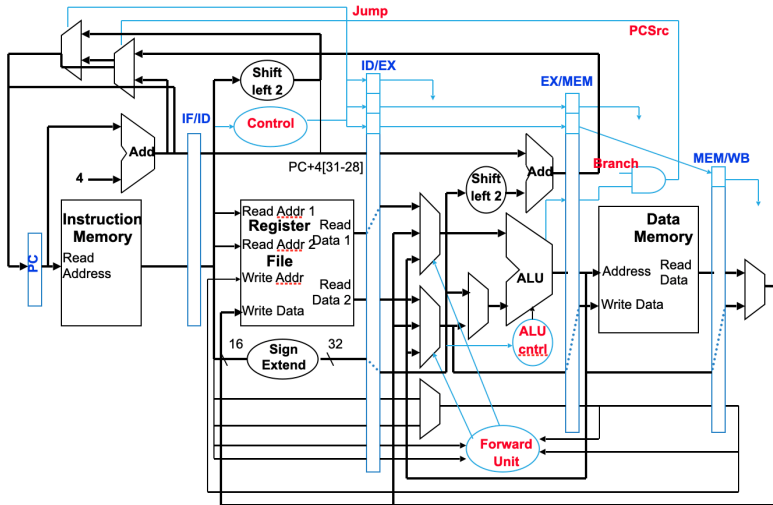 Jump
PCSrc
ID/EX
EX/MEM
Shift
left 2
IF/ID
Control
Add
MEM/WB
Branch
PC+4[31-28]
Add
4
Shift
left 2
Instruction
Memory
Read
Address
PC
Read Addr 1
Register
Read Addr 2
File
Write Addr
Write Data
Read
Data 1
Read
Data 2
ALU
Data
Memory
Address
Read
Data
Write Data
ALU
cntrl
16
Sign
Extend
32
Forward
Unit